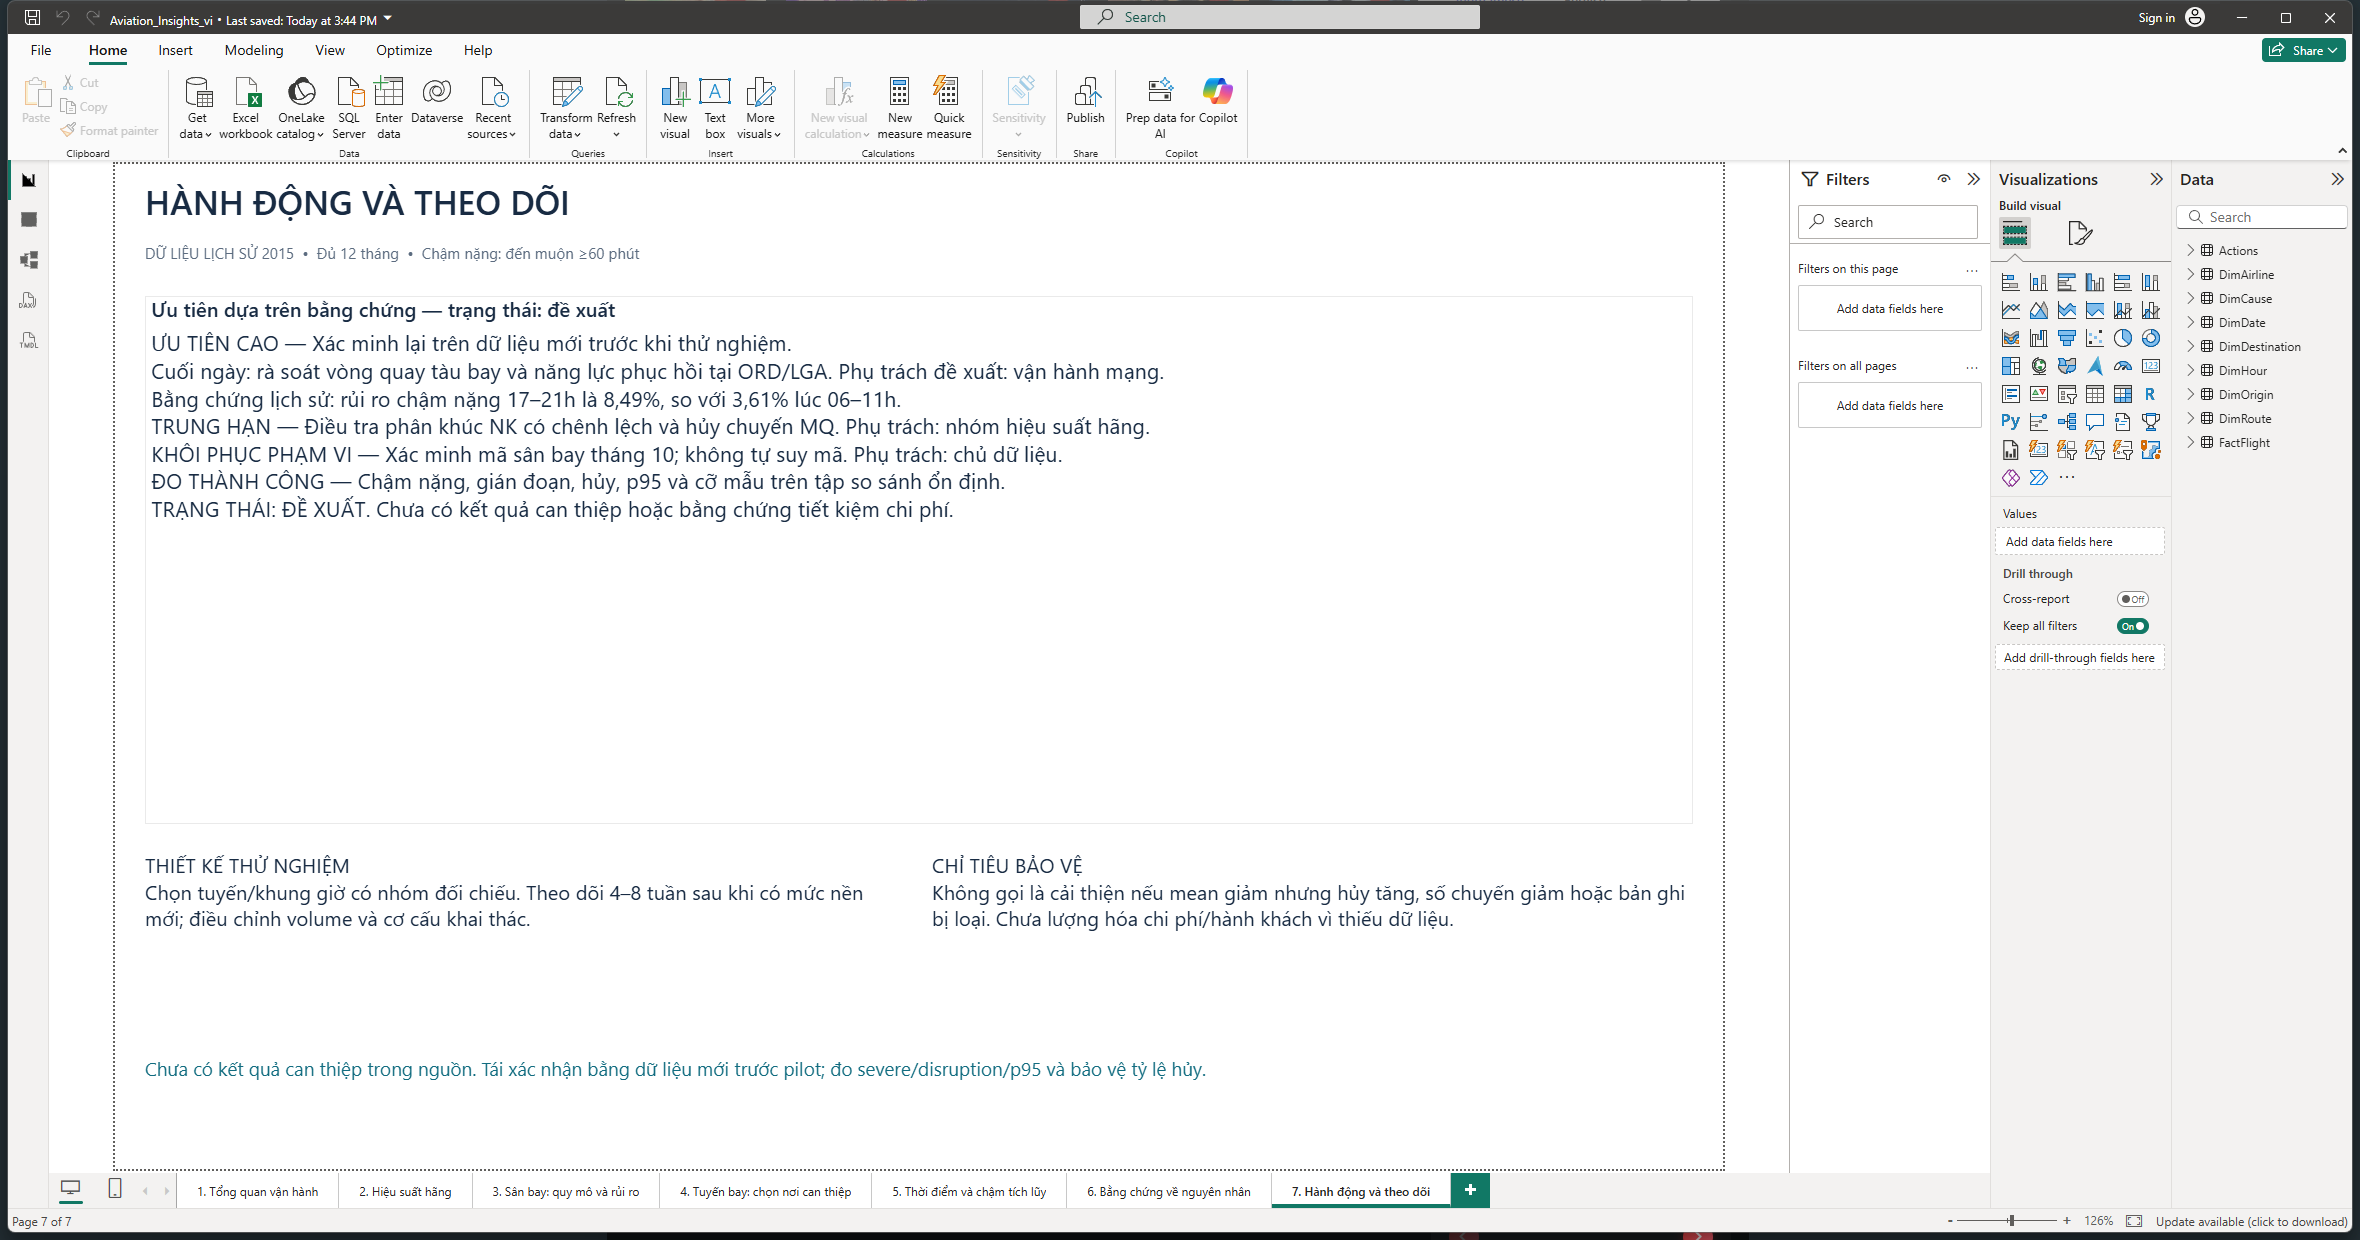 Aviation_Insights_vi • Last saved: Today at 3:44 PM
Search
Sign in
File
Home
Insert
Modeling
View
Optimize
Help
Share
Paste
Cut
Copy
Format painter
Clipboard
Get data
Excel workbook
OneLake catalog
SQL Server
Enter data
Dataverse
Recent sources
Data
Transform data
Refresh
Queries
New visual
Text box
More visuals
Insert
New visual calculation
New measure
Quick measure
Calculations
Sensitivity
Sensitivity
Publish
Share
Prep data for AI
Copilot
Copilot
DAX
TMDL
HÀNH ĐỘNG VÀ THEO DÕI
DỮ LIỆU LỊCH SỬ 2015 • Đủ 12 tháng • Chậm nặng: đến muộn ≥60 phút
Ưu tiên dựa trên bằng chứng — trạng thái: đề xuất
ƯU TIÊN CAO — Xác minh lại trên dữ liệu mới trước khi thử nghiệm.
Cuối ngày: rà soát vòng quay tàu bay và năng lực phục hồi tại ORD/LGA. Phụ trách đề xuất: vận hành mạng.
Bằng chứng lịch sử: rủi ro chậm nặng 17–21h là 8,49%, so với 3,61% lúc 06–11h.
TRUNG HẠN — Điều tra phân khúc NK có chênh lệch và hủy chuyến MQ. Phụ trách: nhóm hiệu suất hãng.
KHÔI PHỤC PHẠM VI — Xác minh mã sân bay tháng 10; không tự suy mã. Phụ trách: chủ dữ liệu.
ĐO THÀNH CÔNG — Chậm nặng, gián đoạn, hủy, p95 và cỡ mẫu trên tập so sánh ổn định.
TRẠNG THÁI: ĐỀ XUẤT. Chưa có kết quả can thiệp hoặc bằng chứng tiết kiệm chi phí.
THIẾT KẾ THỬ NGHIỆM
Chọn tuyến/khung giờ có nhóm đối chiếu. Theo dõi 4–8 tuần sau khi có mức nền
mới; điều chỉnh volume và cơ cấu khai thác.
CHỈ TIÊU BẢO VỆ
Không gọi là cải thiện nếu mean giảm nhưng hủy tăng, số chuyến giảm hoặc bản ghi
bị loại. Chưa lượng hóa chi phí/hành khách vì thiếu dữ liệu.
Chưa có kết quả can thiệp trong nguồn. Tái xác nhận bằng dữ liệu mới trước pilot; đo severe/disruption/p95 và bảo vệ tỷ lệ hủy.
Filters
Search
Filters on this page
...
Add data fields here
Filters on all pages
...
Add data fields here
Visualizations
Build visual
123
R
Py
...
Values
Add data fields here
Drill through
Cross-report
Off
Keep all filters
On
Add drill-through fields here
Data
Search
Actions
DimAirline
DimCause
DimDate
DimDestination
DimHour
DimOrigin
DimRoute
FactFlight
1. Tổng quan vận hành
2. Hiệu suất hãng
3. Sân bay: quy mô và rủi ro
4. Tuyến bay: chọn nơi can thiệp
5. Thời điểm và chậm tích lũy
6. Bằng chứng về nguyên nhân
7. Hành động và theo dõi
+
Page 7 of 7
- + 126%
Update available (click to download)